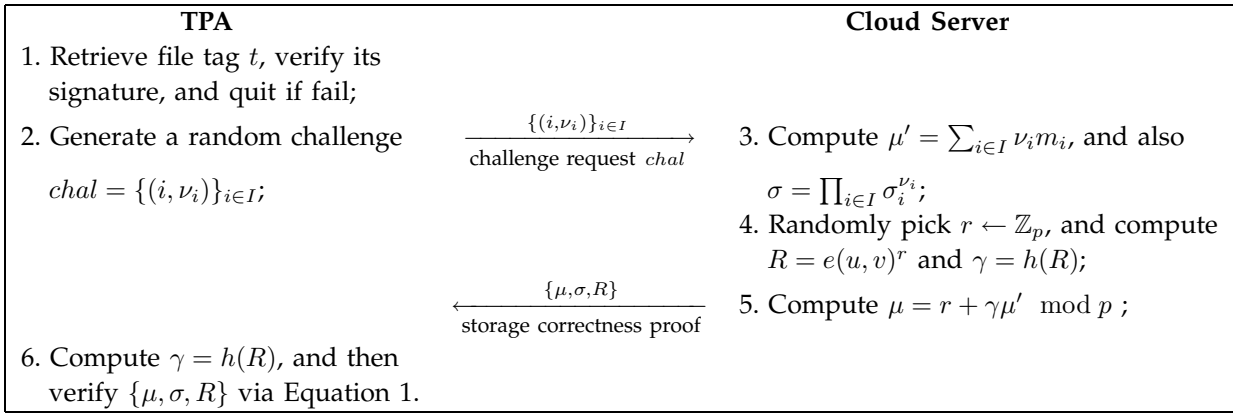 TPA
Cloud Server
1. Retrieve file tag t, verify its
signature, and quit if fail;
2. Generate a random challenge
chal = {(i, ν_i)}_{i∈I};
{(i,ν_i)}_{i∈I}
challenge request chal
3. Compute μ′ = ∑_{i∈I} ν_i m_i, and also
σ = ∏_{i∈I} σ_i^{ν_i};
4. Randomly pick r ← ℤ_p, and compute
R = e(u, v)^r and γ = h(R);
{μ,σ,R}
storage correctness proof
5. Compute μ = r + γμ′ mod p ;
6. Compute γ = h(R), and then
verify {μ, σ, R} via Equation 1.